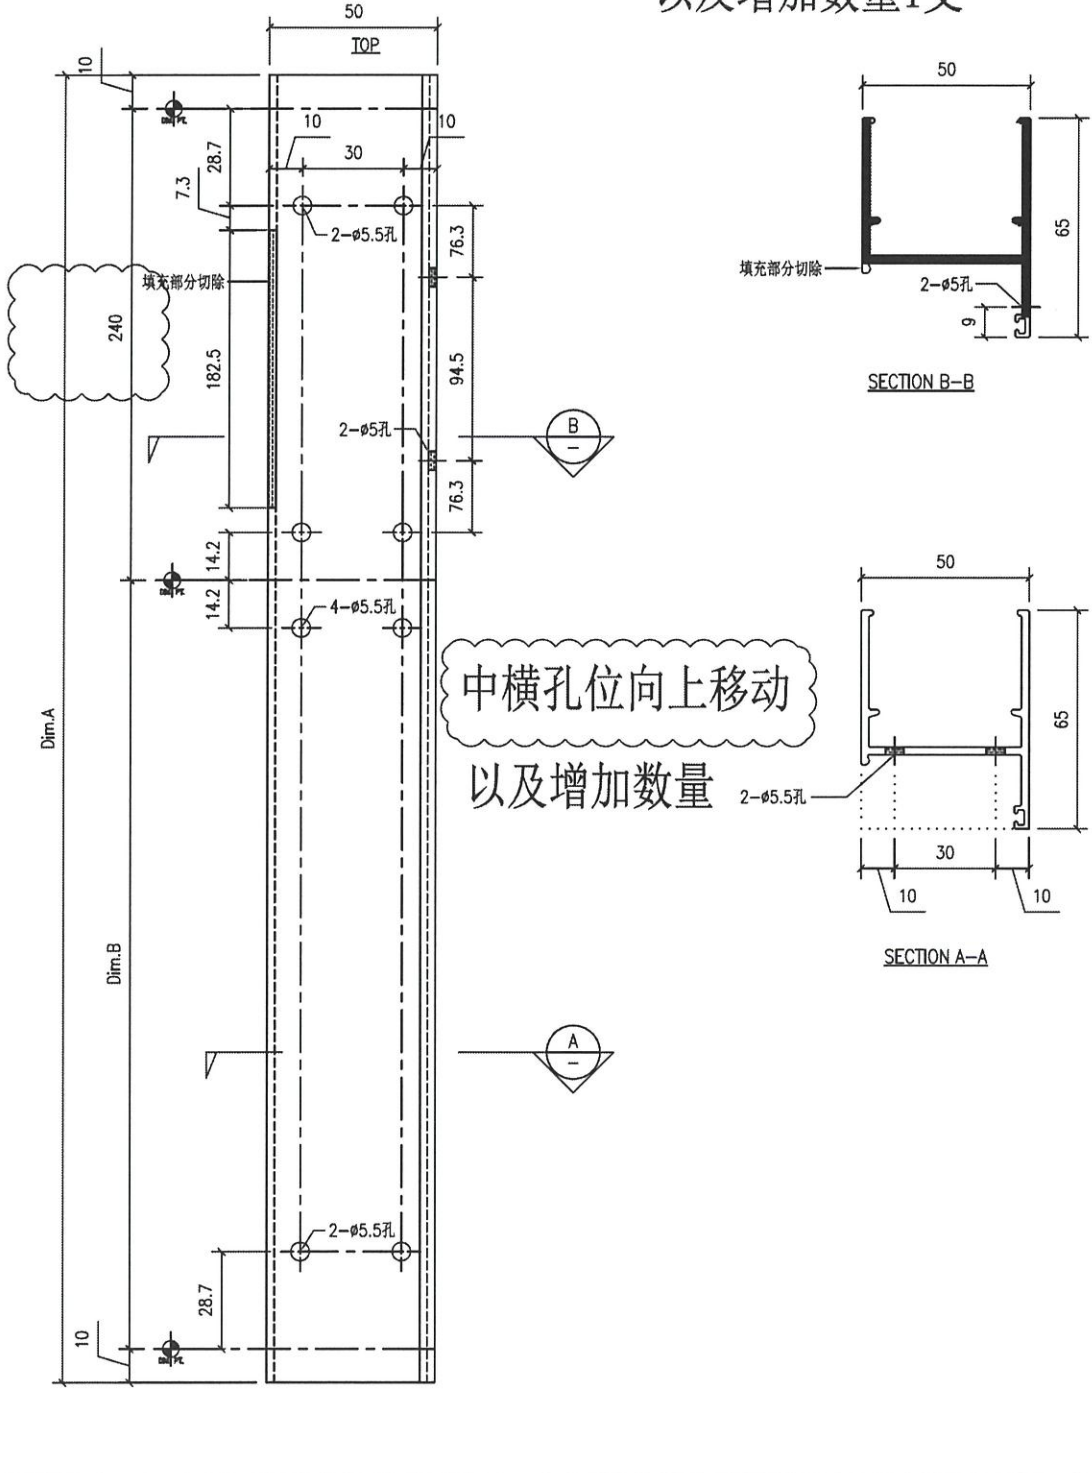 以及增加数量1支
50
TOP
10
28.7
10
10
30
7.3
2-ø5.5孔
76.3
填充部分切除
240
182.5
94.5
2-ø5孔
B
–
76.3
14.2
14.2
4-ø5.5孔
中横孔位向上移动
以及增加数量
Dim.A
Dim.B
A
–
2-ø5.5孔
28.7
10
50
65
填充部分切除
2-ø5孔
9
SECTION B-B
50
65
2-ø5.5孔
30
10
10
SECTION A-A